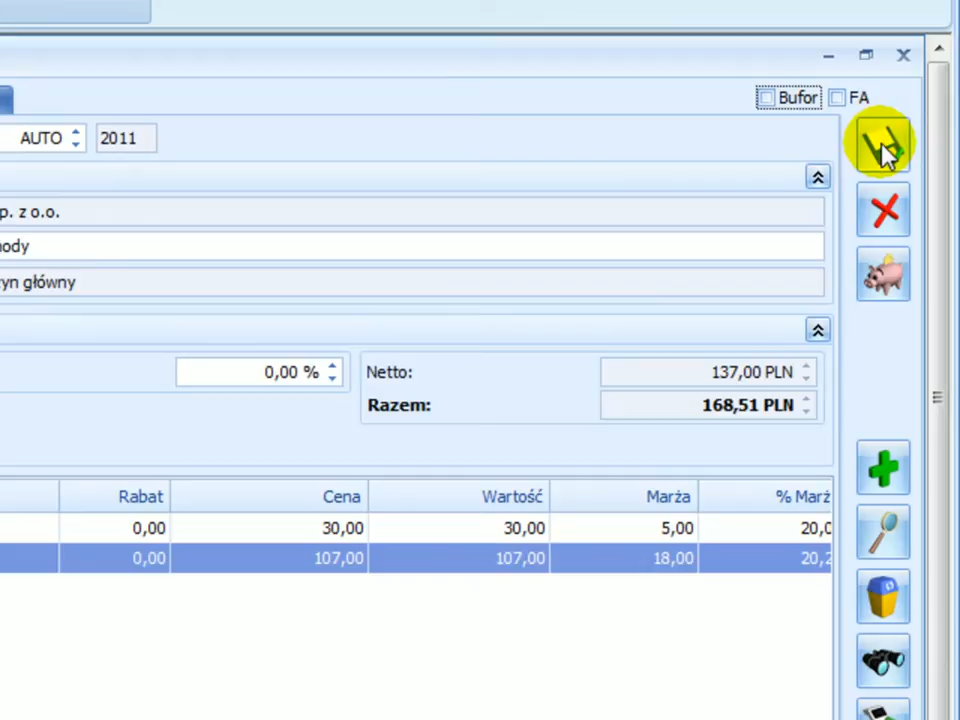 Bufor FA
AUTO 2011
p. z o.o.
ody
yn główny
0,00 % Netto: 137,00 PLN
Razem: 168,51 PLN
Rabat Cena Wartość Marża % Marż
0,00 30,00 30,00 5,00 20,0
0,00 107,00 107,00 18,00 20,2